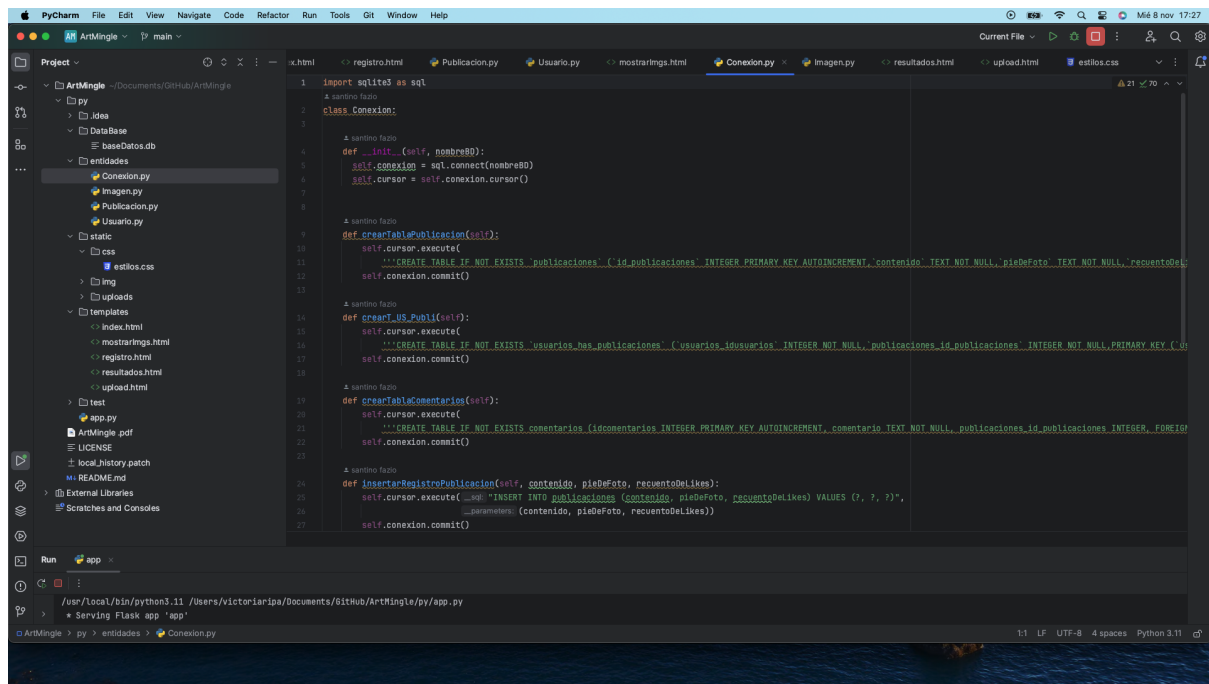 PyCharm File Edit View Navigate Code Refactor Run Tools Git Window Help Mié 8 nov 17:27
AM ArtMingle main Current File
Project x.html registro.html Publicacion.py Usuario.py mostrarImgs.html Conexion.py Imagen.py resultados.html upload.html estilos.css
ArtMingle ~/Documents/GitHub/ArtMingle
py
.idea
DataBase
baseDatos.db
entidades
Conexion.py
Imagen.py
Publicacion.py
Usuario.py
static
css
estilos.css
img
uploads
templates
index.html
mostrarImgs.html
registro.html
resultados.html
upload.html
test
app.py
ArtMingle .pdf
LICENSE
local_history.patch
README.md
External Libraries
Scratches and Consoles
21 70
1 import sqlite3 as sql
santino fazio
2 class Conexion:
3
santino fazio
4 def __init__(self, nombreBD):
5 self.conexion = sql.connect(nombreBD)
6 self.cursor = self.conexion.cursor()
7
8
santino fazio
9 def crearTablaPublicacion(self):
10 self.cursor.execute(
11 '''CREATE TABLE IF NOT EXISTS `publicaciones` (`id_publicaciones` INTEGER PRIMARY KEY AUTOINCREMENT,`contenido` TEXT NOT NULL,`pieDeFoto` TEXT NOT NULL,`recuentoDeLi
12 self.conexion.commit()
13
santino fazio
14 def crearT_US_Publi(self):
15 self.cursor.execute(
16 '''CREATE TABLE IF NOT EXISTS `usuarios_has_publicaciones` (`usuarios_idusuarios` INTEGER NOT NULL,`publicaciones_id_publicaciones` INTEGER NOT NULL,PRIMARY KEY (`us
17 self.conexion.commit()
18
santino fazio
19 def crearTablaComentarios(self):
20 self.cursor.execute(
21 '''CREATE TABLE IF NOT EXISTS comentarios (idcomentarios INTEGER PRIMARY KEY AUTOINCREMENT, comentario TEXT NOT NULL, publicaciones_id_publicaciones INTEGER, FOREIGN
22 self.conexion.commit()
23
santino fazio
24 def insertarRegistroPublicacion(self, contenido, pieDeFoto, recuentoDeLikes):
25 self.cursor.execute( __sql: "INSERT INTO publicaciones (contenido, pieDeFoto, recuentoDeLikes) VALUES (?, ?, ?)",
26 __parameters: (contenido, pieDeFoto, recuentoDeLikes))
27 self.conexion.commit()
Run app
/usr/local/bin/python3.11 /Users/victoriaripa/Documents/GitHub/ArtMingle/py/app.py
* Serving Flask app 'app'
ArtMingle > py > entidades > Conexion.py 1:1 LF UTF-8 4 spaces Python 3.11